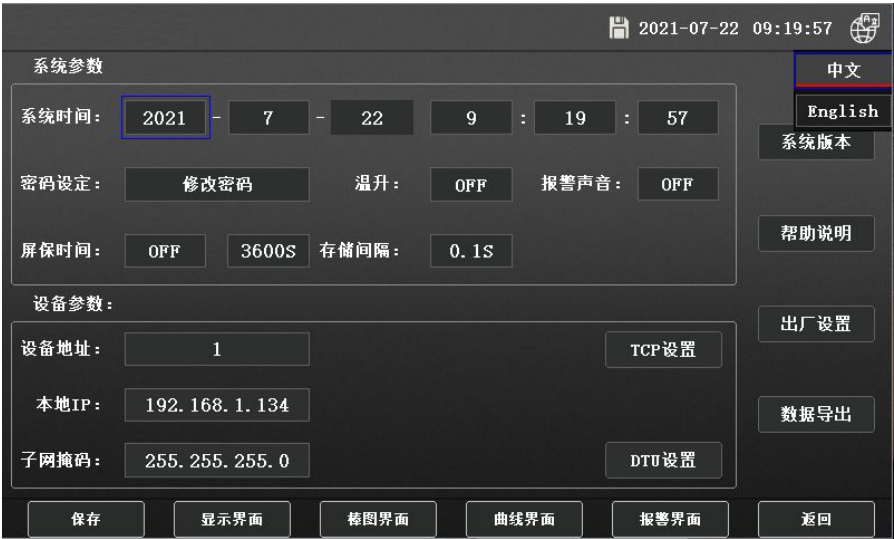 2021-07-22 09:19:57
系统参数
中文
English
系统时间: 2021 - 7 - 22 9 : 19 : 57
系统版本
密码设定: 修改密码 温升: OFF 报警声音: OFF
屏保时间: OFF 3600S 存储间隔: 0.1S
帮助说明
设备参数:
出厂设置
设备地址: 1 TCP设置
本地IP: 192.168.1.134
数据导出
子网掩码: 255.255.255.0 DTU设置
保存 显示界面 棒图界面 曲线界面 报警界面 返回